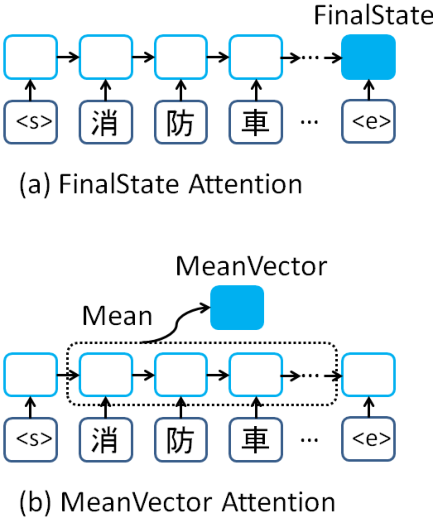 FinalState
...
<s> 消 防 車 ... <e>
(a) FinalState Attention
MeanVector
Mean
...
<s> 消 防 車 ... <e>
(b) MeanVector Attention